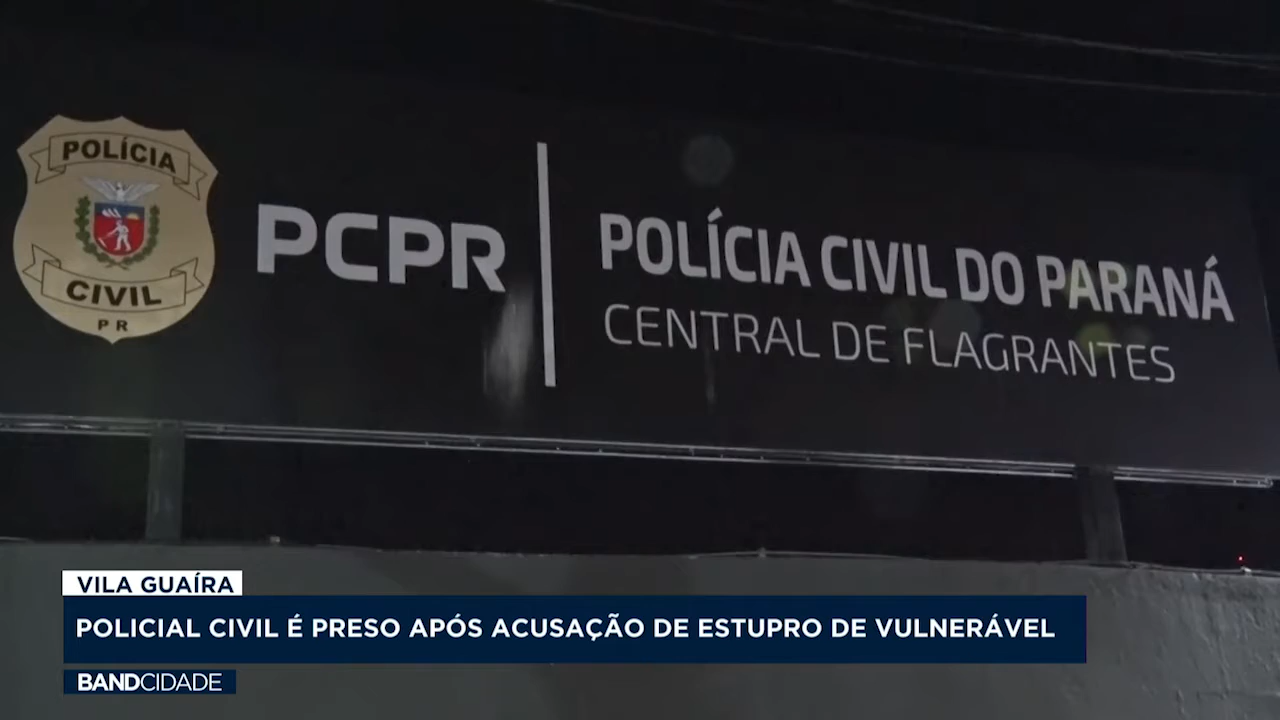 POLÍCIA
CIVIL
PR
PCPR
POLÍCIA CIVIL DO PARANÁ
CENTRAL DE FLAGRANTES
VILA GUAÍRA
POLICIAL CIVIL É PRESO APÓS ACUSAÇÃO DE ESTUPRO DE VULNERÁVEL
BANDCIDADE